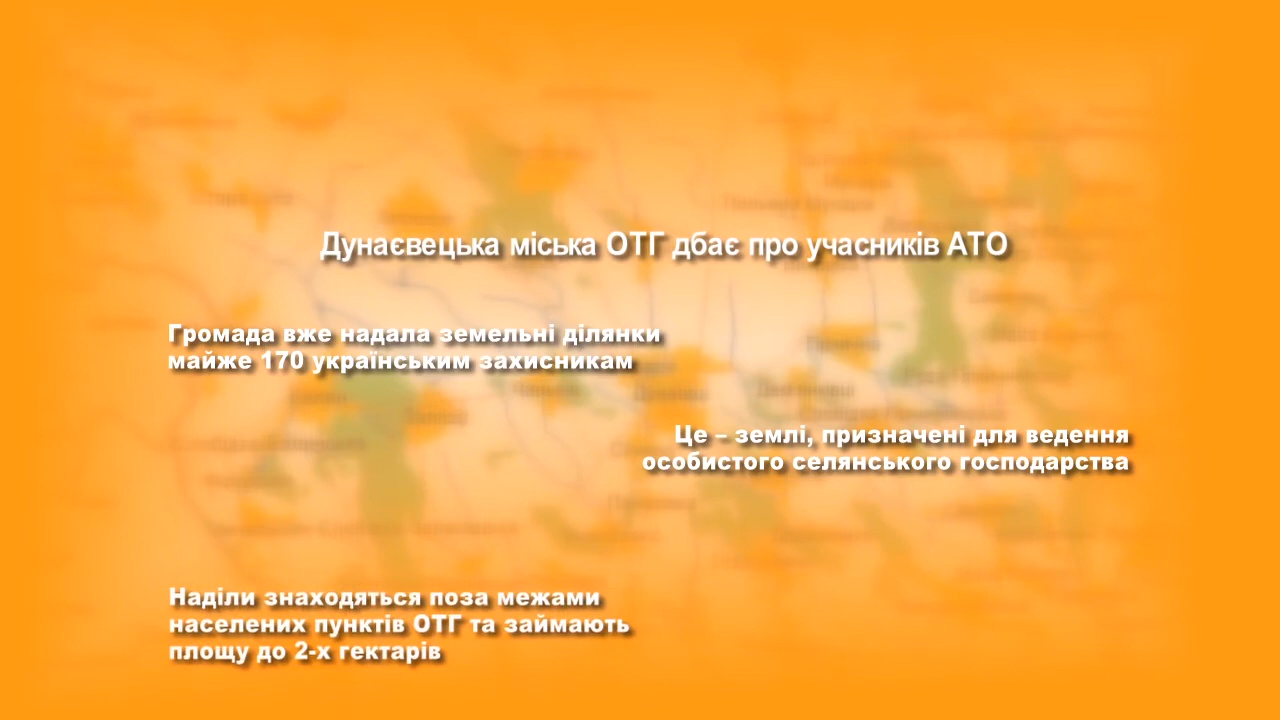 Дунаєвецька міська ОТГ дбає про учасників АТО
Громада вже надала земельні ділянки
майже 170 українським захисникам
Це – землі, призначені для ведення
особистого селянського господарства
Наділи знаходяться поза межами
населених пунктів ОТГ та займають
площу до 2-х гектарів